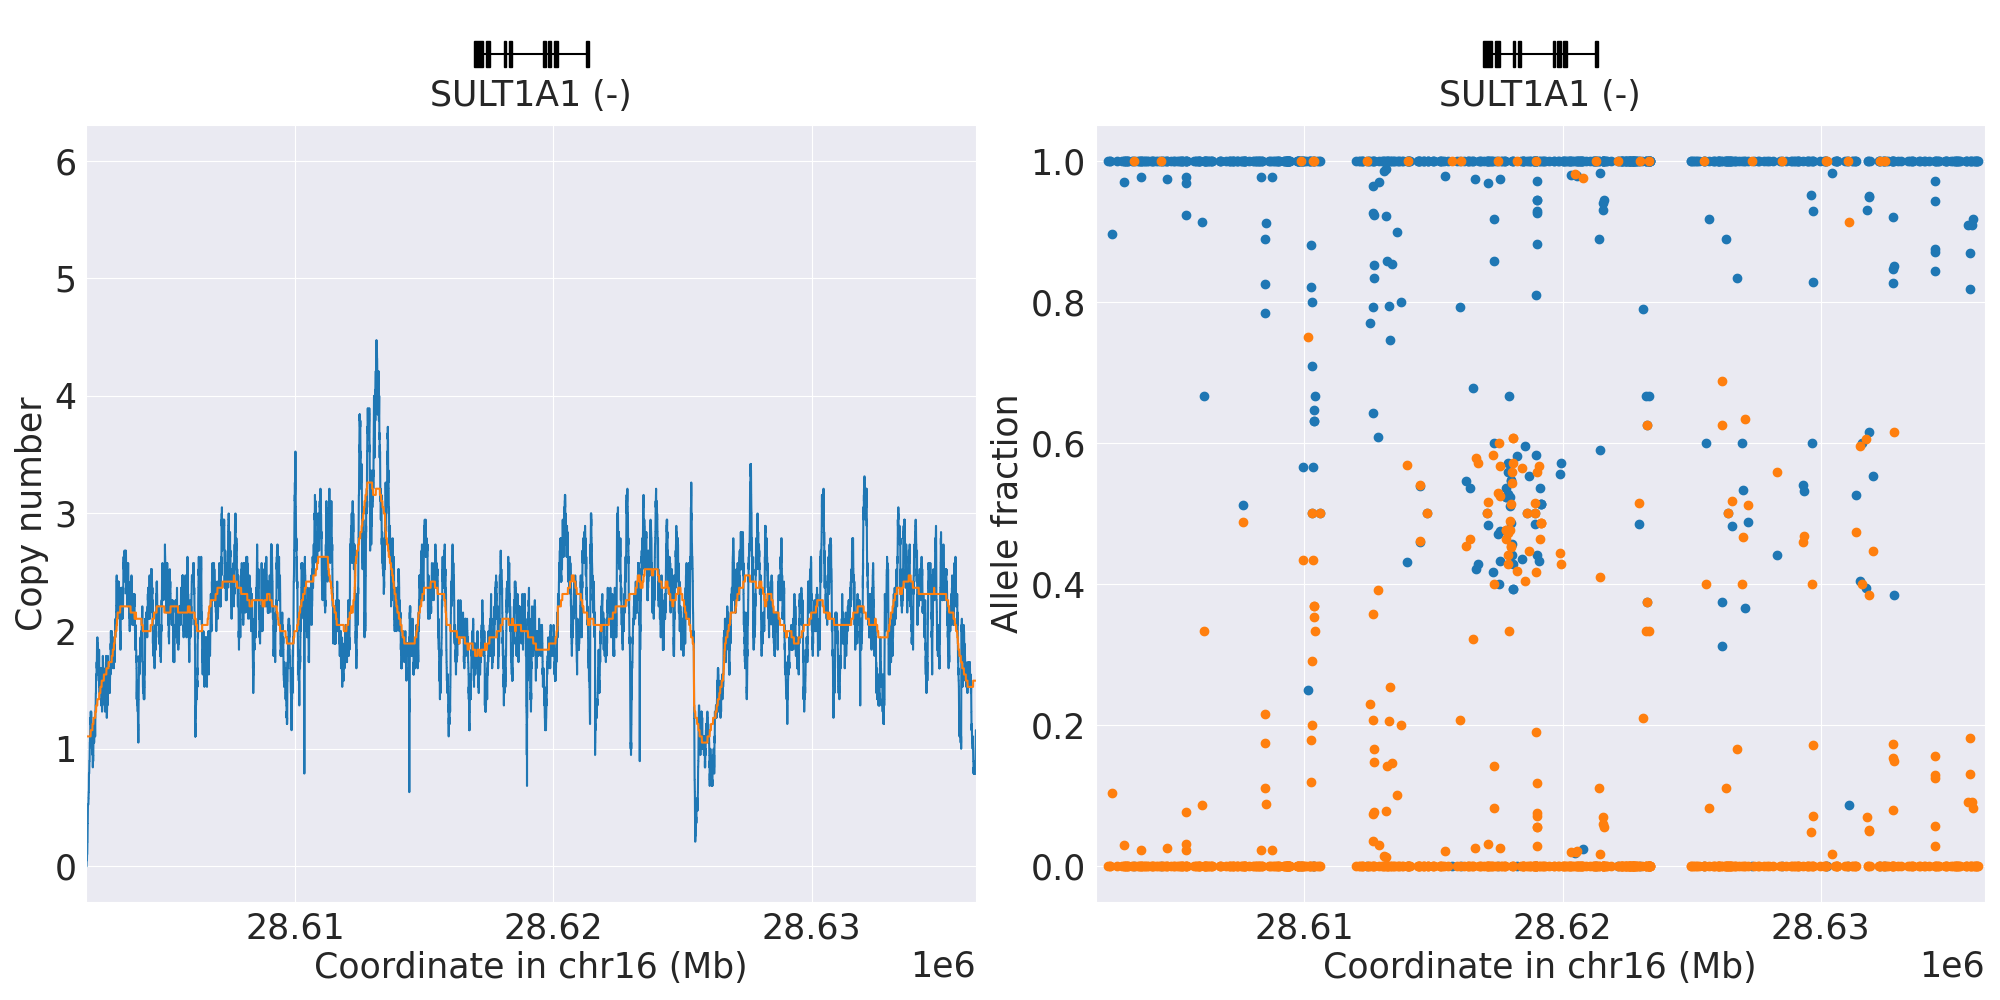 SULT1A1 (-)
Copy number
6
5
4
3
2
1
0
28.61
28.62
28.63
Coordinate in chr16 (Mb)
1e6
SULT1A1 (-)
Allele fraction
1.0
0.8
0.6
0.4
0.2
0.0
28.61
28.62
28.63
Coordinate in chr16 (Mb)
1e6